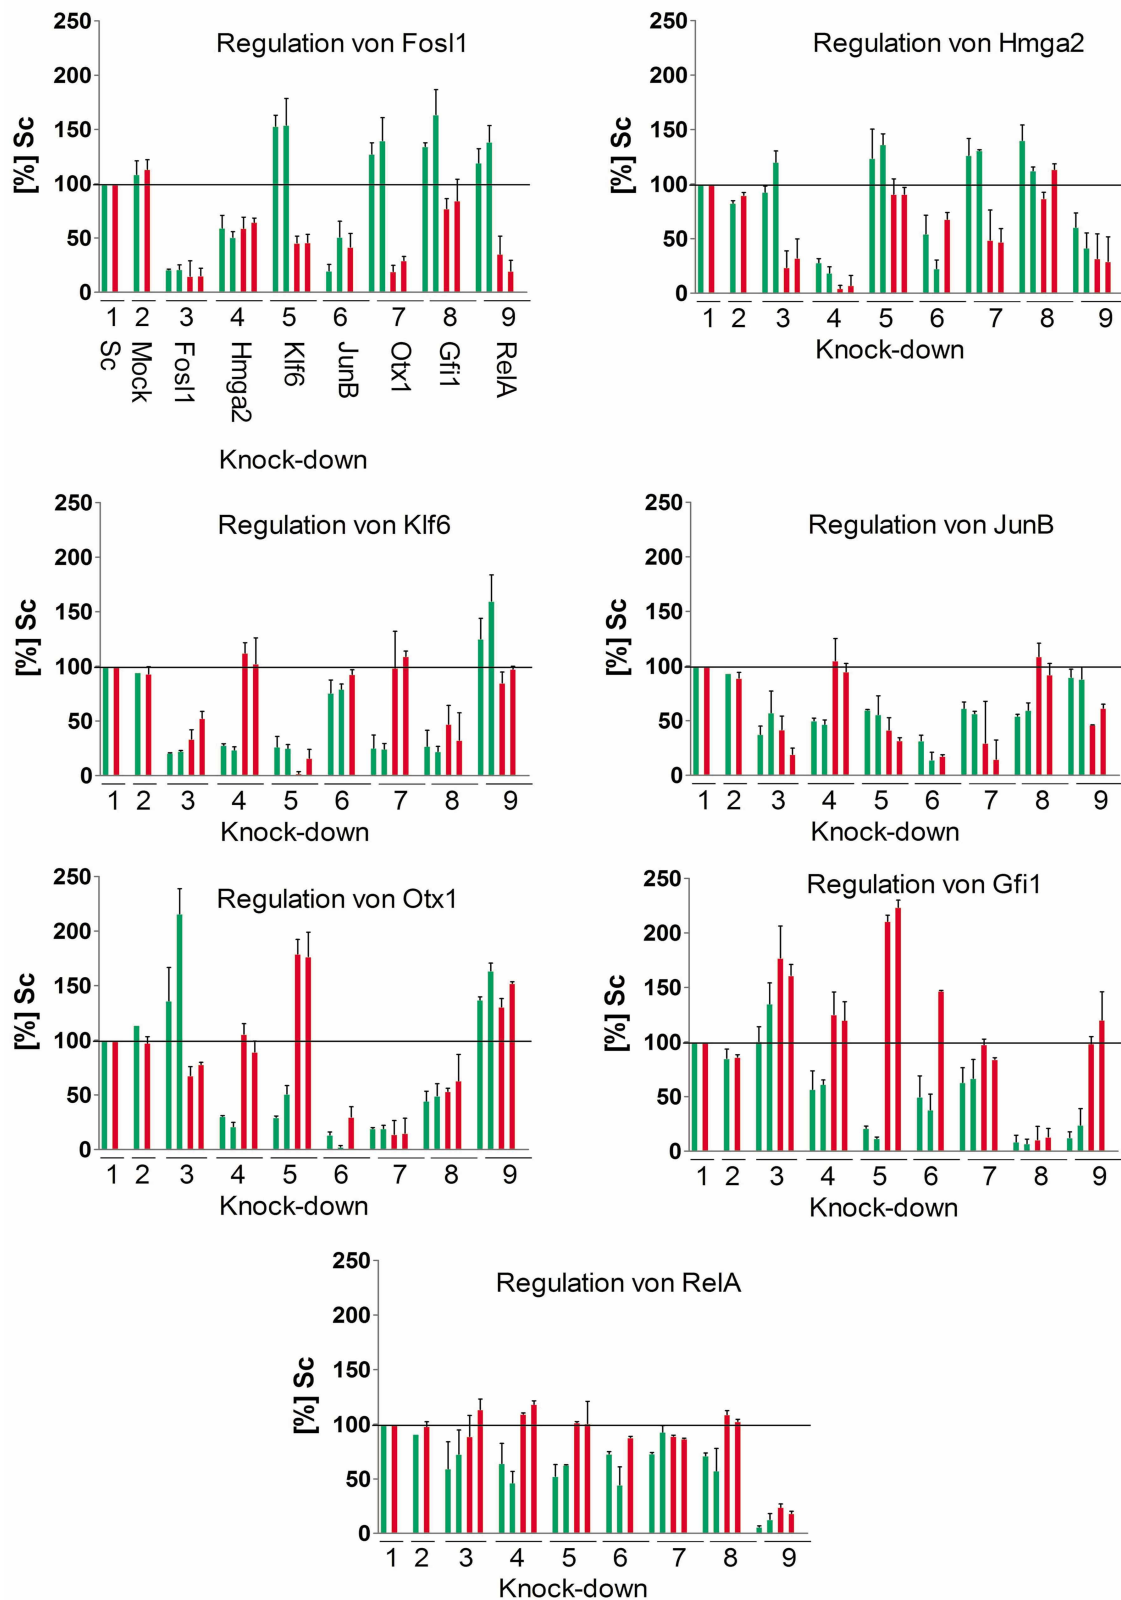 Regulation von Fosl1
[%] Sc
250
200
150
100
50
0
1 2 3 4 5 6 7 8 9
Sc Mock Fosl1 Hmga2 Klf6 JunB Otx1 Gfi1 RelA
Knock-down
Regulation von Hmga2
[%] Sc
250
200
150
100
50
0
1 2 3 4 5 6 7 8 9
Knock-down
Regulation von Klf6
[%] Sc
250
200
150
100
50
0
1 2 3 4 5 6 7 8 9
Knock-down
Regulation von JunB
[%] Sc
250
200
150
100
50
0
1 2 3 4 5 6 7 8 9
Knock-down
Regulation von Otx1
[%] Sc
250
200
150
100
50
0
1 2 3 4 5 6 7 8 9
Knock-down
Regulation von Gfi1
[%] Sc
250
200
150
100
50
0
1 2 3 4 5 6 7 8 9
Knock-down
Regulation von RelA
[%] Sc
250
200
150
100
50
0
1 2 3 4 5 6 7 8 9
Knock-down